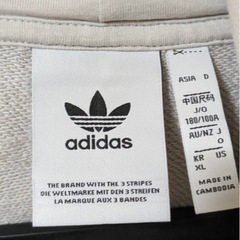 adidas
THE BRAND WITH THE 3 STRIPES
DIE WELTMARKE MIT DEN 3 STREIFEN
LA MARQUE AUX 3 BANDES
ASIA D
中国尺码
J/O
180/100A
AU/NZ J
O
KR US
XL
MADE IN
CAMBODIA